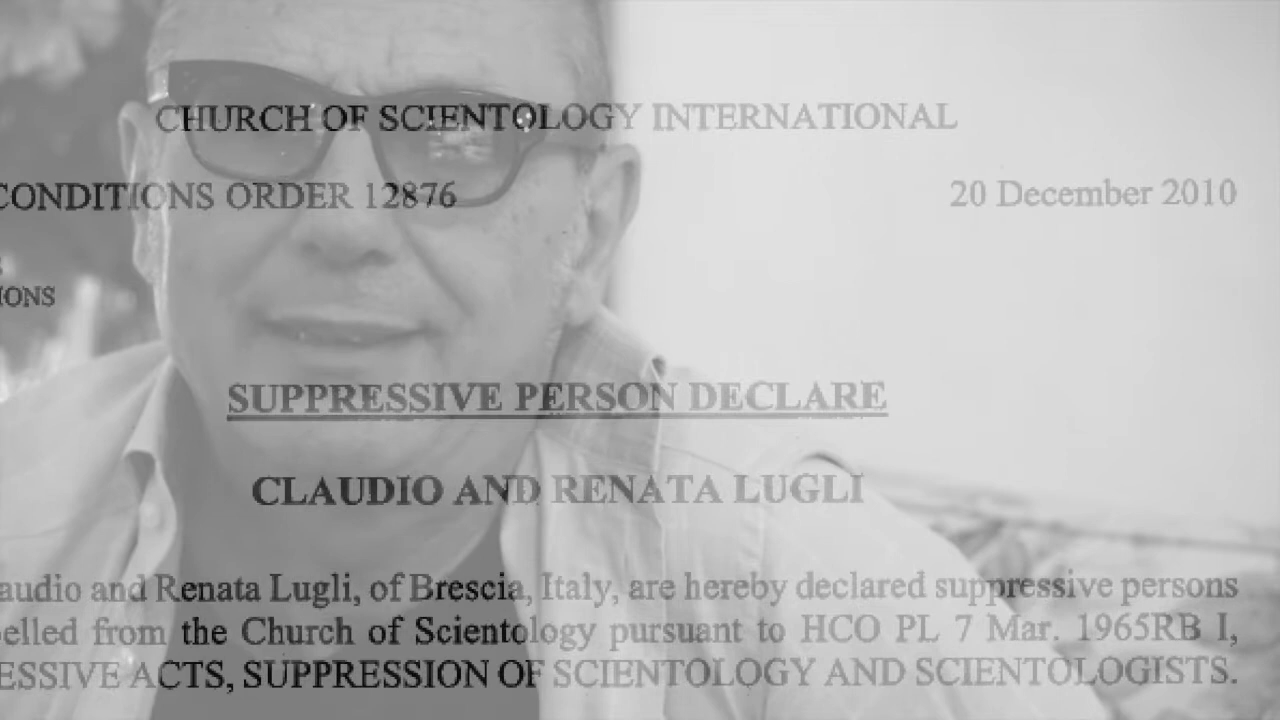 CHURCH OF SCIENTOLOGY INTERNATIONAL
CONDITIONS ORDER 12876 20 December 2010
IONS
SUPPRESSIVE PERSON DECLARE
CLAUDIO AND RENATA LUGLI
audio and Renata Lugli, of Brescia, Italy, are hereby declared suppressive persons
elled from the Church of Scientology pursuant to HCO PL 7 Mar. 1965RB I,
ESSIVE ACTS, SUPPRESSION OF SCIENTOLOGY AND SCIENTOLOGISTS.